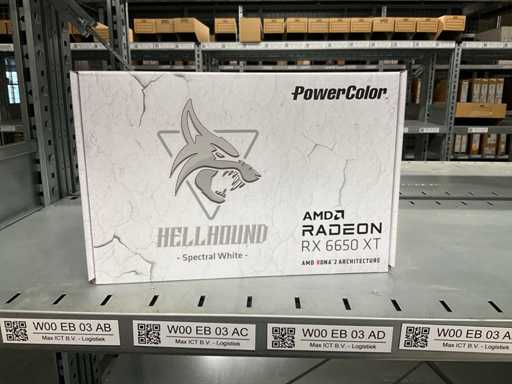 PowerColor
HELLHOUND
- Spectral White -
AMD
RADEON
RX 6650 XT
AMD RDNA 2 ARCHITECTURE
W00 EB 03 AB
Max ICT B.V. - Logistiek
W00 EB 03 AC
Max ICT B.V. - Logistiek
W00 EB 03 AD
Max ICT B.V. - Logistiek
W00 EB 03 A
Max ICT B.V. - Logistiek